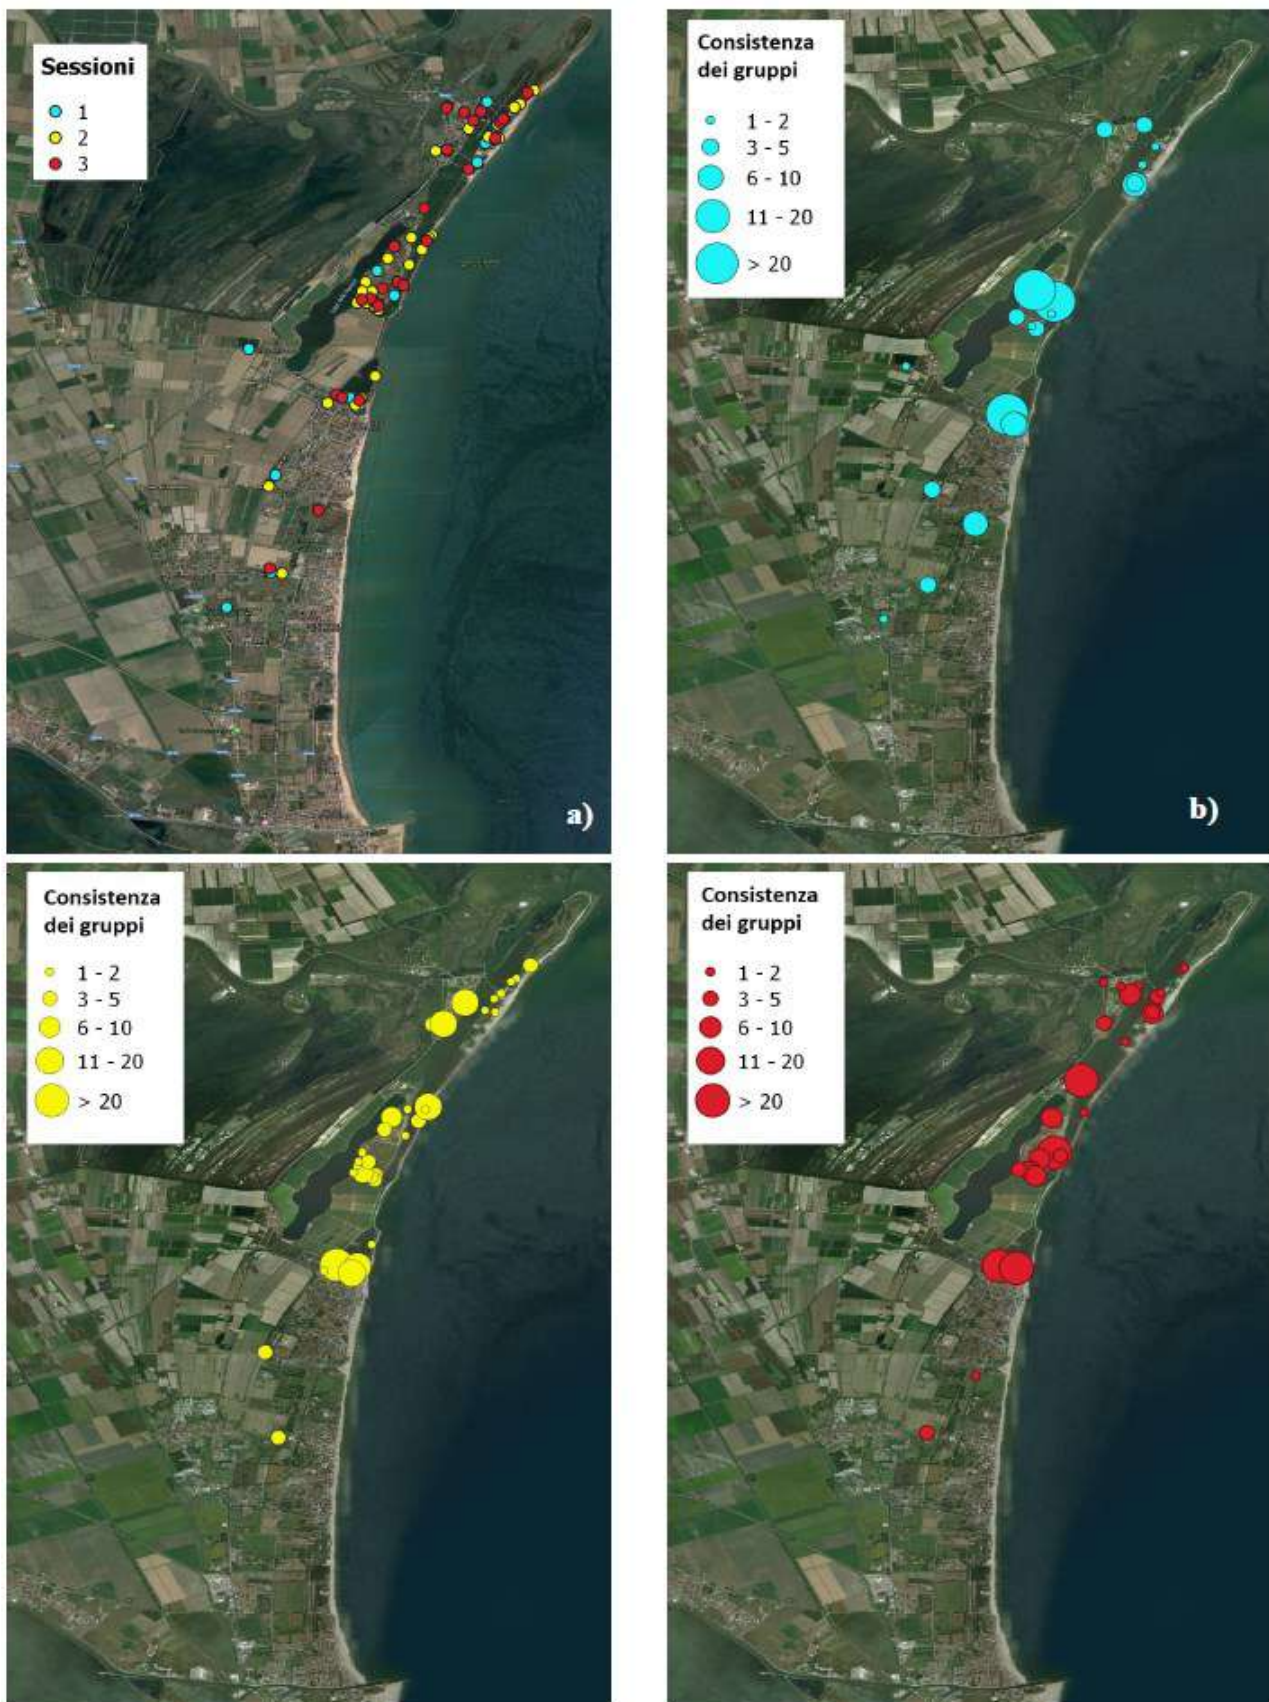 Sessioni
1
2
3
a)
Consistenza
dei gruppi
1 - 2
3 - 5
6 - 10
11 - 20
> 20
b)
Consistenza
dei gruppi
1 - 2
3 - 5
6 - 10
11 - 20
> 20
Consistenza
dei gruppi
1 - 2
3 - 5
6 - 10
11 - 20
> 20